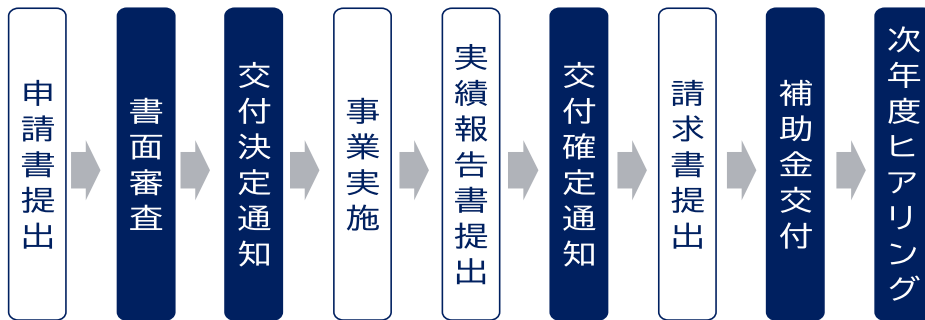 申請書提出
書面審査
交付決定通知
事業実施
実績報告書提出
交付確定通知
請求書提出
補助金交付
次年度ヒアリング